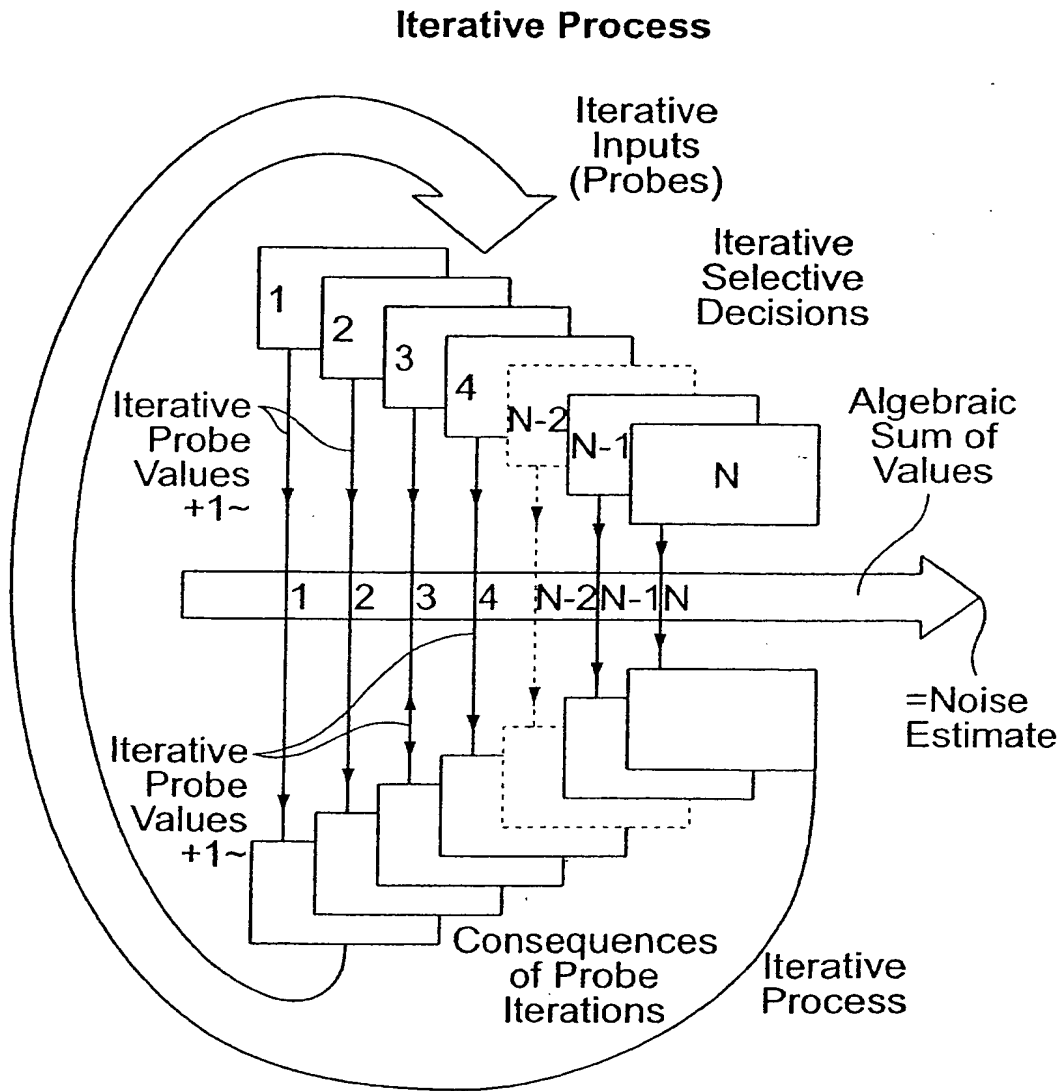 Iterative Process
Iterative
Inputs
(Probes)
Iterative
Selective
Decisions
1
2
3
4
N-2
N-1
N
Iterative
Probe
Values
+1~
Algebraic
Sum of
Values
1
2
3
4
N-2
N-1
N
=Noise
Estimate
Iterative
Probe
Values
+1~
Consequences
of Probe
Iterations
Iterative
Process